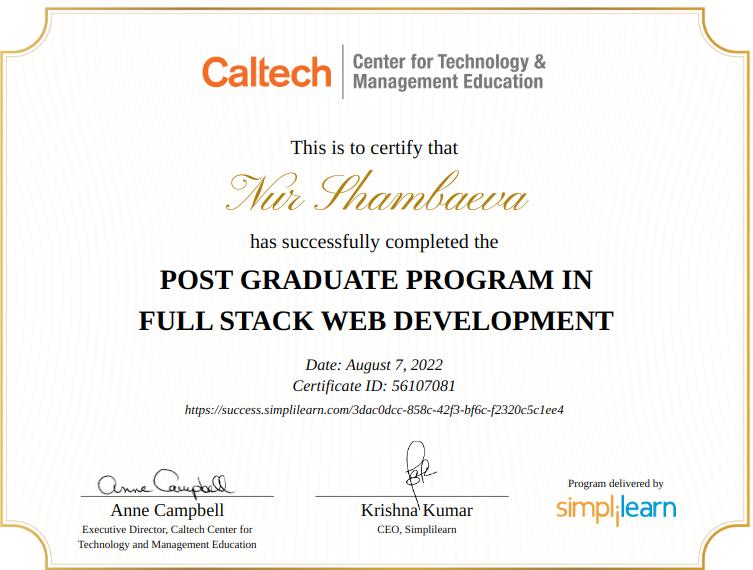 Caltech
Center for Technology &
Management Education
This is to certify that
Nur Shambaeva
has successfully completed the
POST GRADUATE PROGRAM IN
FULL STACK WEB DEVELOPMENT
Date: August 7, 2022
Certificate ID: 56107081
https://success.simplilearn.com/3dac0dcc-858c-42f3-bf6c-f2320c5c1ee4
Anne Campbell
Anne Campbell
Executive Director, Caltech Center for
Technology and Management Education
Krishna Kumar
CEO, Simplilearn
Program delivered by
simplilearn